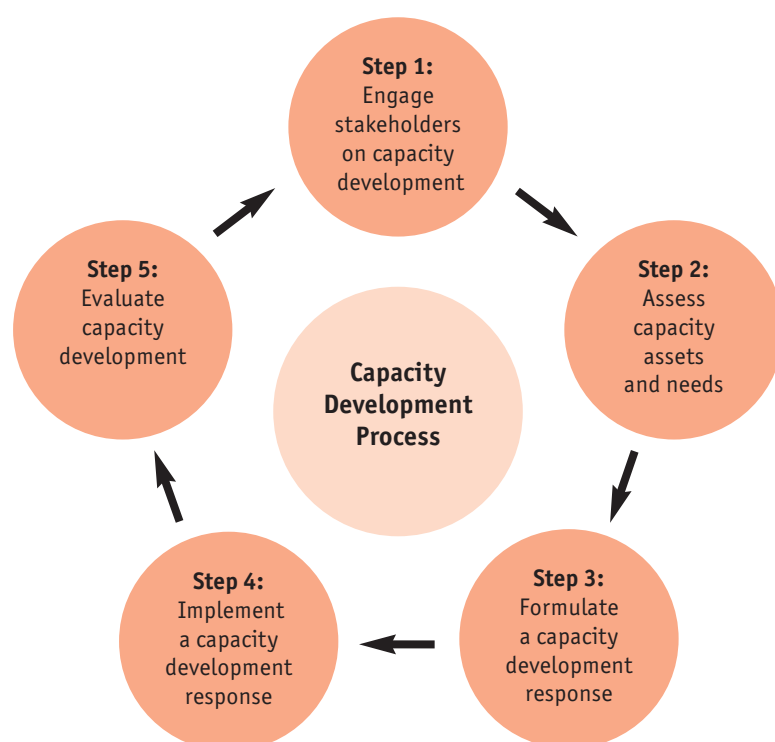 Step 1:
Engage
stakeholders
on capacity
development
Step 2:
Assess
capacity
assets
and needs
Step 3:
Formulate
a capacity
development
response
Step 4:
Implement
a capacity
development
response
Step 5:
Evaluate
capacity
development
Capacity
Development
Process